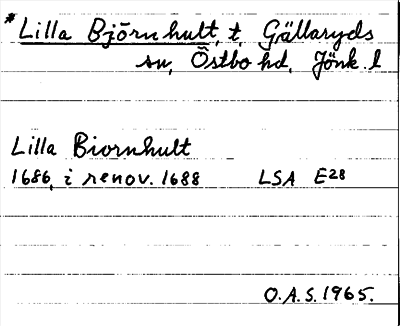 *Lilla Björnhult, t, Gällaryds
sn, Östbo hd, Jönk. l
Lilla Biornhult
1686, i renov. 1688 LSA E28
O.A.S. 1965.